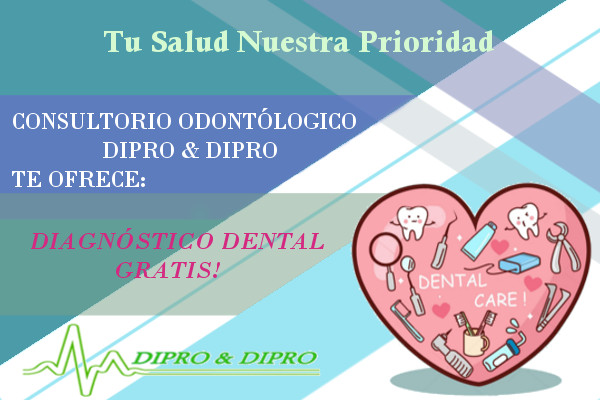 Tu Salud Nuestra Prioridad
CONSULTORIO ODONTÓLOGICO
DIPRO & DIPRO
TE OFRECE:
DIAGNÓSTICO DENTAL
GRATIS!
DENTAL
CARE !
DIPRO & DIPRO